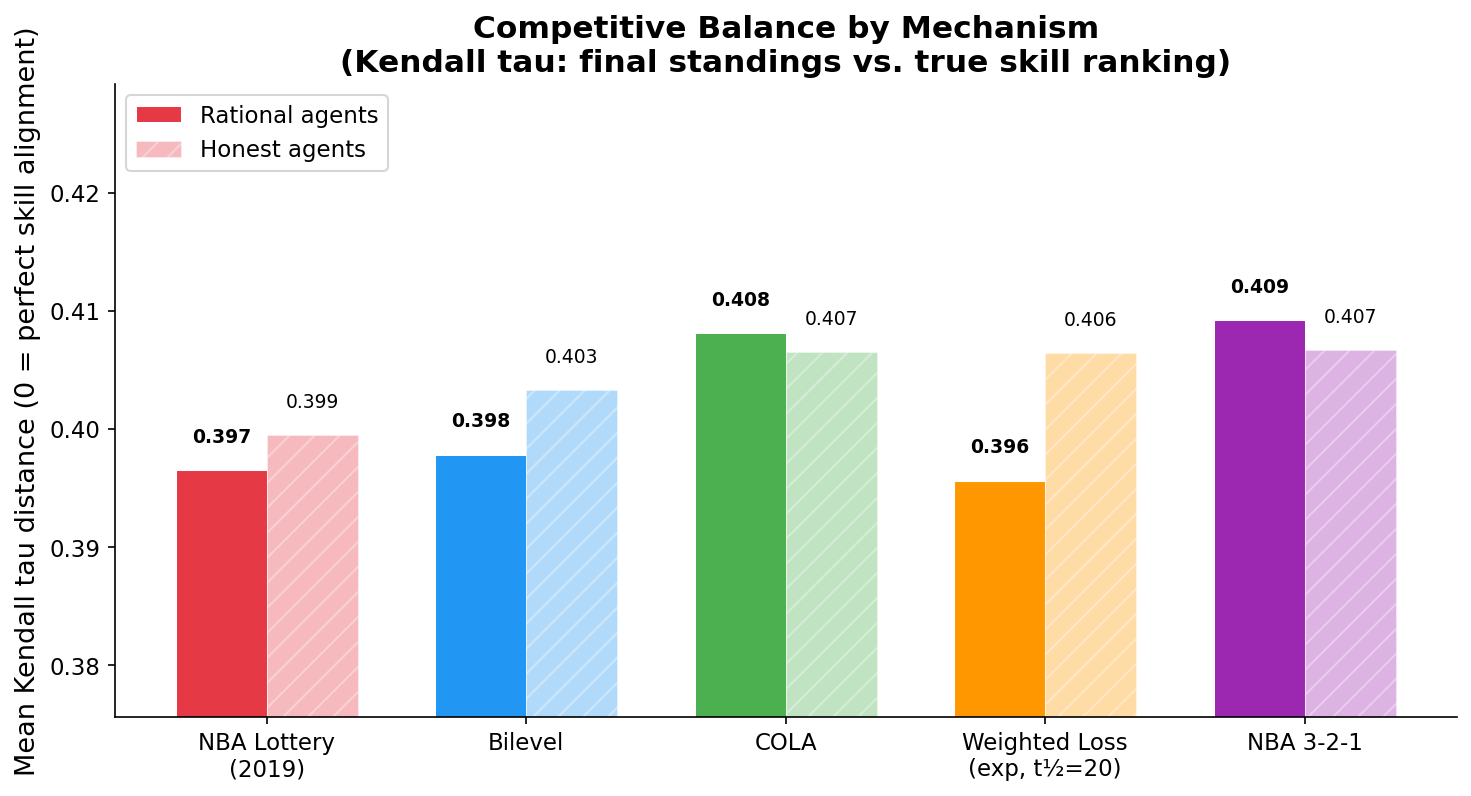 Competitive Balance by Mechanism
(Kendall tau: final standings vs. true skill ranking)
Mean Kendall tau distance (0 = perfect skill alignment)
Rational agents
Honest agents
0.42
0.41
0.40
0.39
0.38
0.397
0.399
0.398
0.403
0.408
0.407
0.396
0.406
0.409
0.407
NBA Lottery
(2019)
Bilevel
COLA
Weighted Loss
(exp, t½=20)
NBA 3-2-1